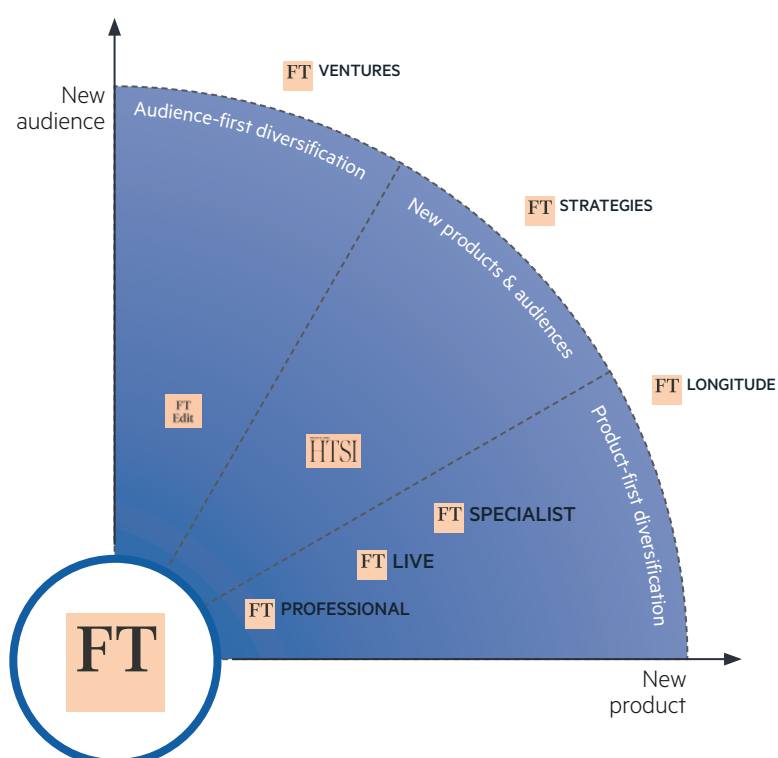 FT VENTURES
New
audience
Audience-first diversification
FT STRATEGIES
New products & audiences
FT LONGITUDE
FT
Edit
HTSI
Product-first diversification
FT SPECIALIST
FT LIVE
FT PROFESSIONAL
FT
New
product